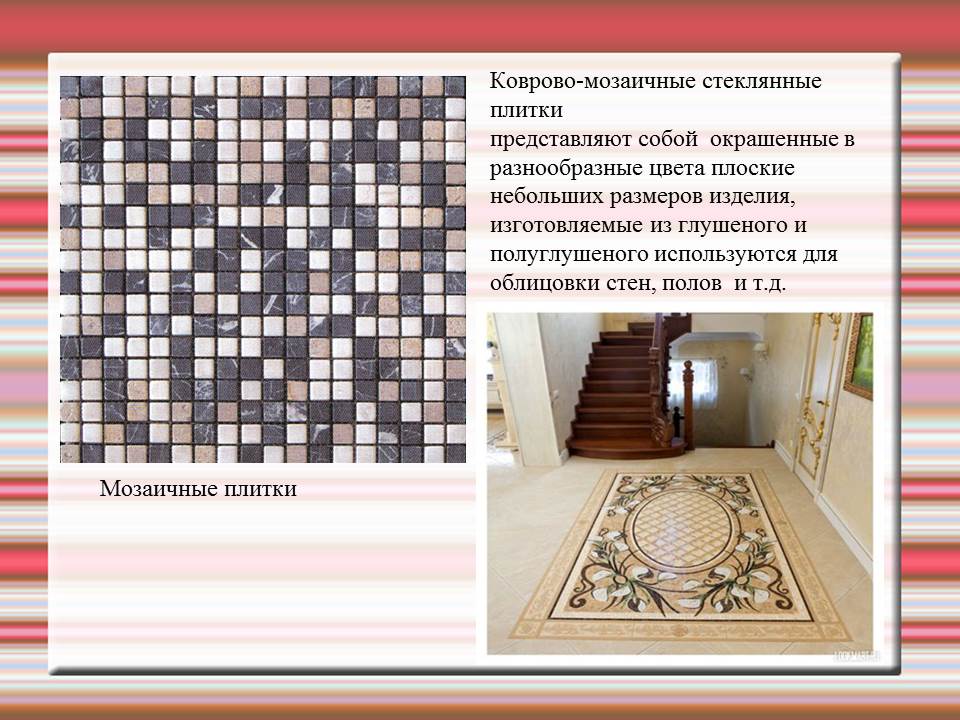 Коврово-мозаичные стеклянные
плитки
представляют собой окрашенные в
разнообразные цвета плоские
небольших размеров изделия,
изготовляемые из глушеного и
полуглушеного используются для
облицовки стен, полов и т.д.
Мозаичные плитки